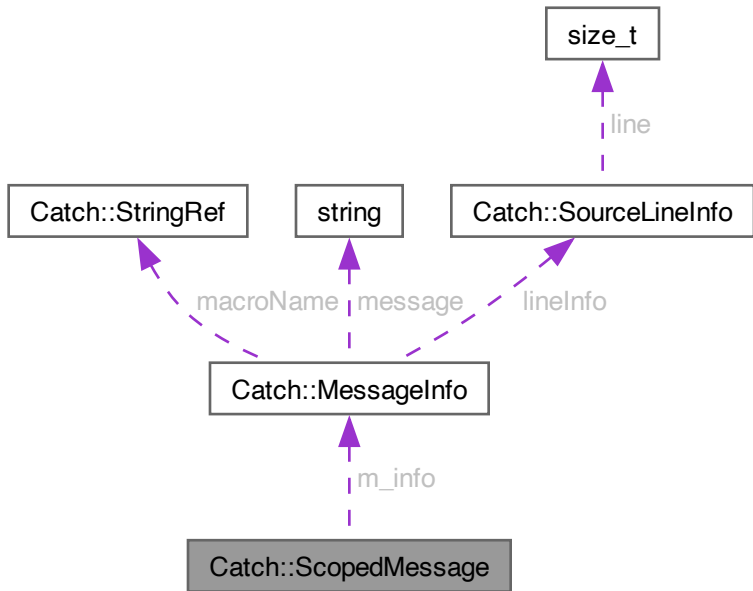 size_t
line
Catch::StringRef
string
Catch::SourceLineInfo
macroName
message
lineInfo
Catch::MessageInfo
m_info
Catch::ScopedMessage